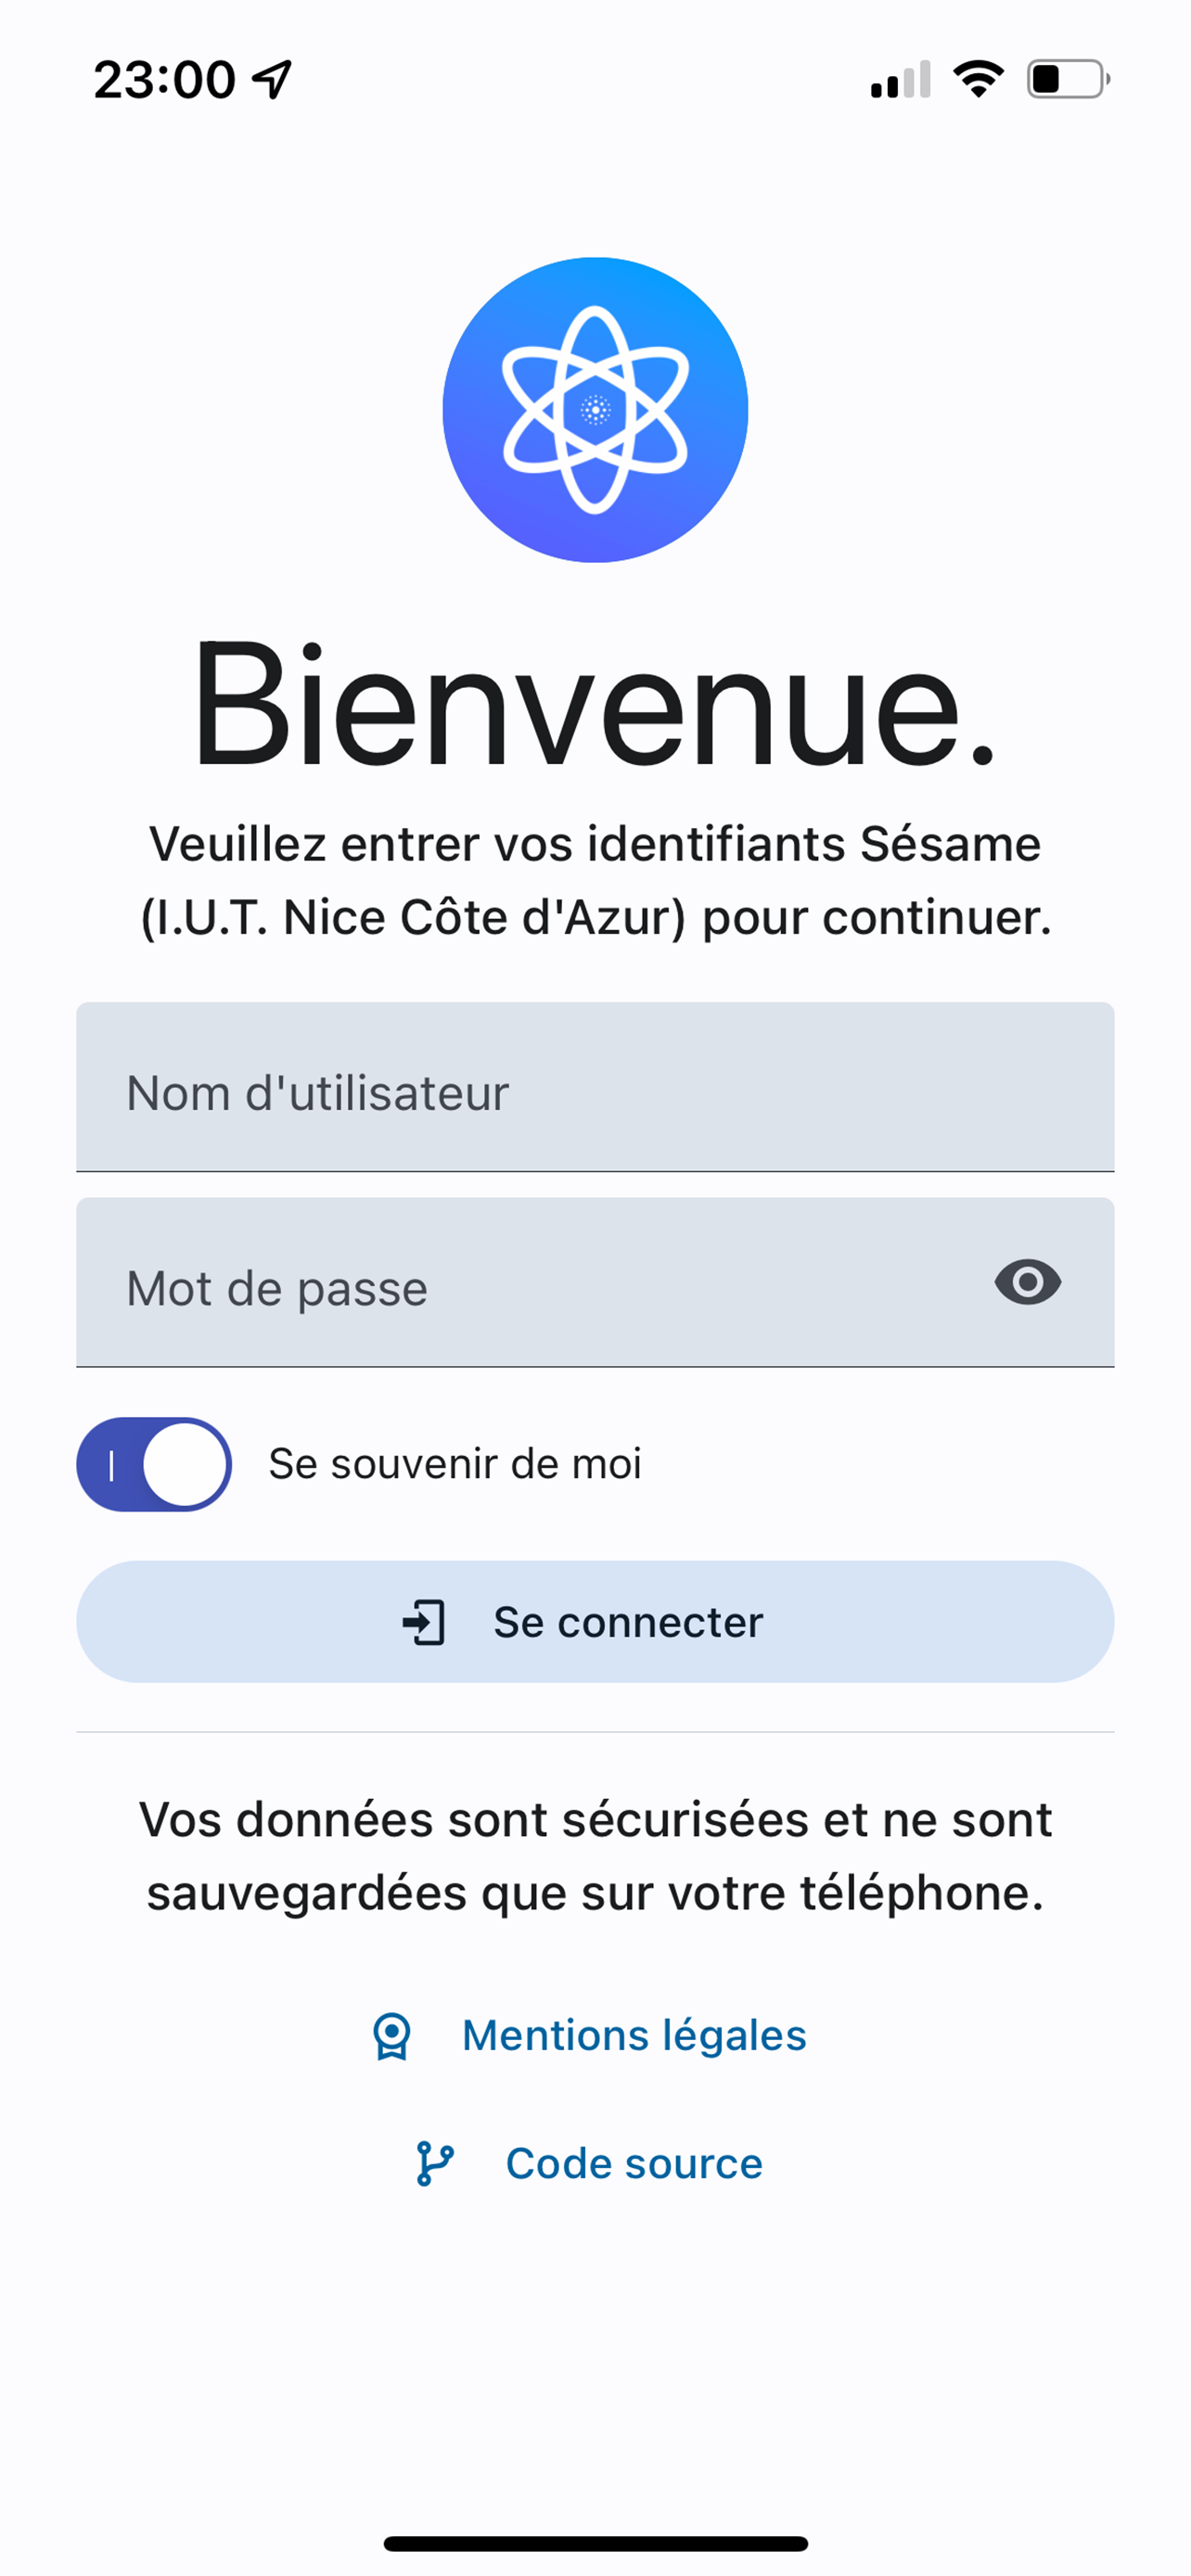 23:00
Bienvenue.
Veuillez entrer vos identifiants Sésame
(I.U.T. Nice Côte d'Azur) pour continuer.
Nom d'utilisateur
Mot de passe
Se souvenir de moi
Se connecter
Vos données sont sécurisées et ne sont
sauvegardées que sur votre téléphone.
Mentions légales
Code source